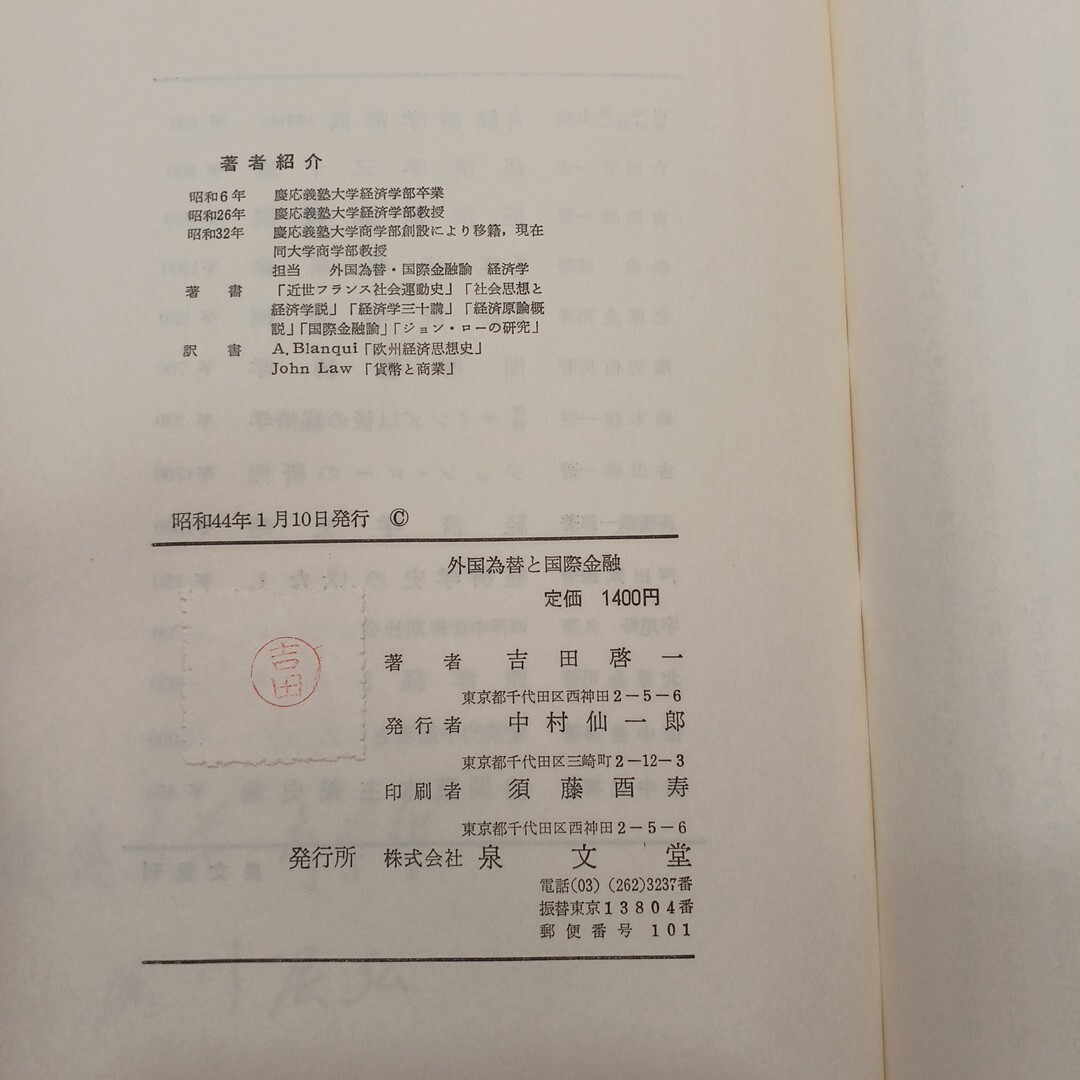 著者紹介
昭和6年 慶応義塾大学経済学部卒業
昭和26年 慶応義塾大学経済学部教授
昭和32年 慶応義塾大学商学部創設により移籍，現在
同大学商学部教授
担当 外国為替・国際金融論 経済学
著書 「近世フランス社会運動史」「社会思想と
経済学説」「経済学三十講」「経済原論概
説」「国際金融論」「ジョン・ローの研究」
訳書 A. Blanqui「欧州経済思想史」
John Law「貨幣と商業」
昭和44年1月10日発行 ©
外国為替と国際金融
定価 1400円
吉田
著者 吉田啓一
東京都千代田区西神田2－5－6
発行者 中村仙一郎
東京都千代田区三崎町2－12－3
印刷者 須藤酉寿
東京都千代田区西神田2－5－6
発行所 株式会社 泉文堂
電話(03) (262)3237番
振替東京13804番
郵便番号 101